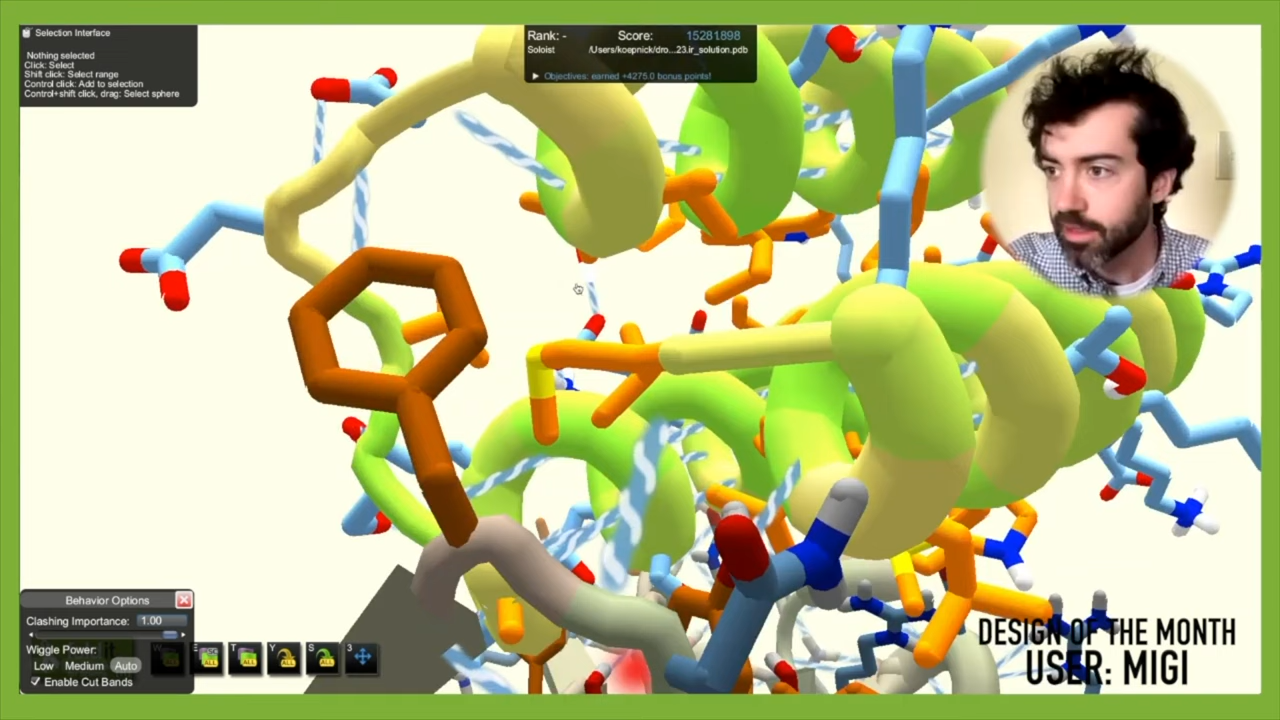 Selection Interface
Nothing selected
Click: Select
Shift click: Select range
Control click: Add to selection
Control+shift click, drag: Select sphere
Rank: - Score: 15281.898
Soloist /Users/koepnick/dro...23.ir_solution.pdb
Objectives: earned +4275.0 bonus points!
Behavior Options
Clashing Importance: 1.00
Wiggle Power:
Low Medium Auto
Enable Cut Bands
T Y S 3
ALL ALL
DESIGN OF THE MONTH
USER: MIGI